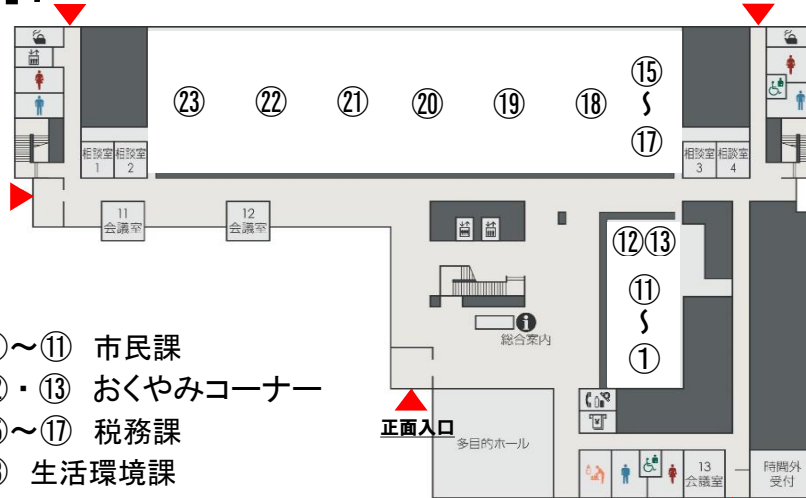 ㉓ ㉒ ㉑ ⑳ ⑲ ⑱ ⑮
~
⑰
相談室
1
相談室
2
相談室
3
相談室
4
11
会議室
12
会議室
⑫⑬
⑪
~
①
総合案内
~⑪ 市民課
・⑬ おくやみコーナー
~⑰ 税務課
生活環境課
正面入口
多目的ホール
13
会議室
時間外
受付